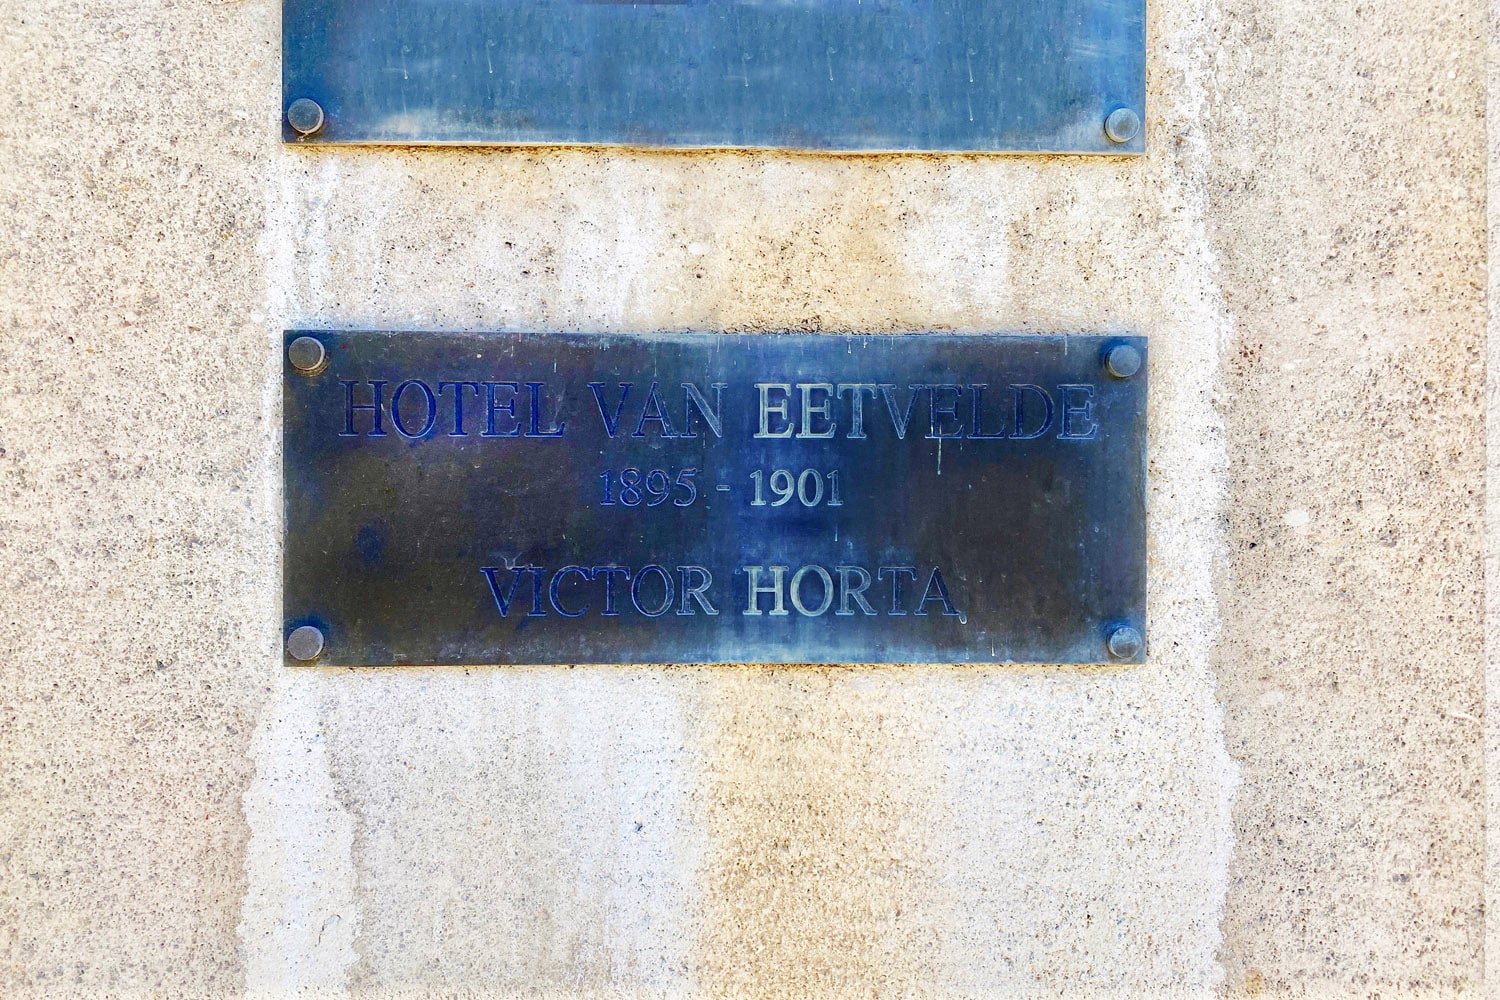 HOTEL VAN EETVELDE
1895 - 1901
VICTOR HORTA